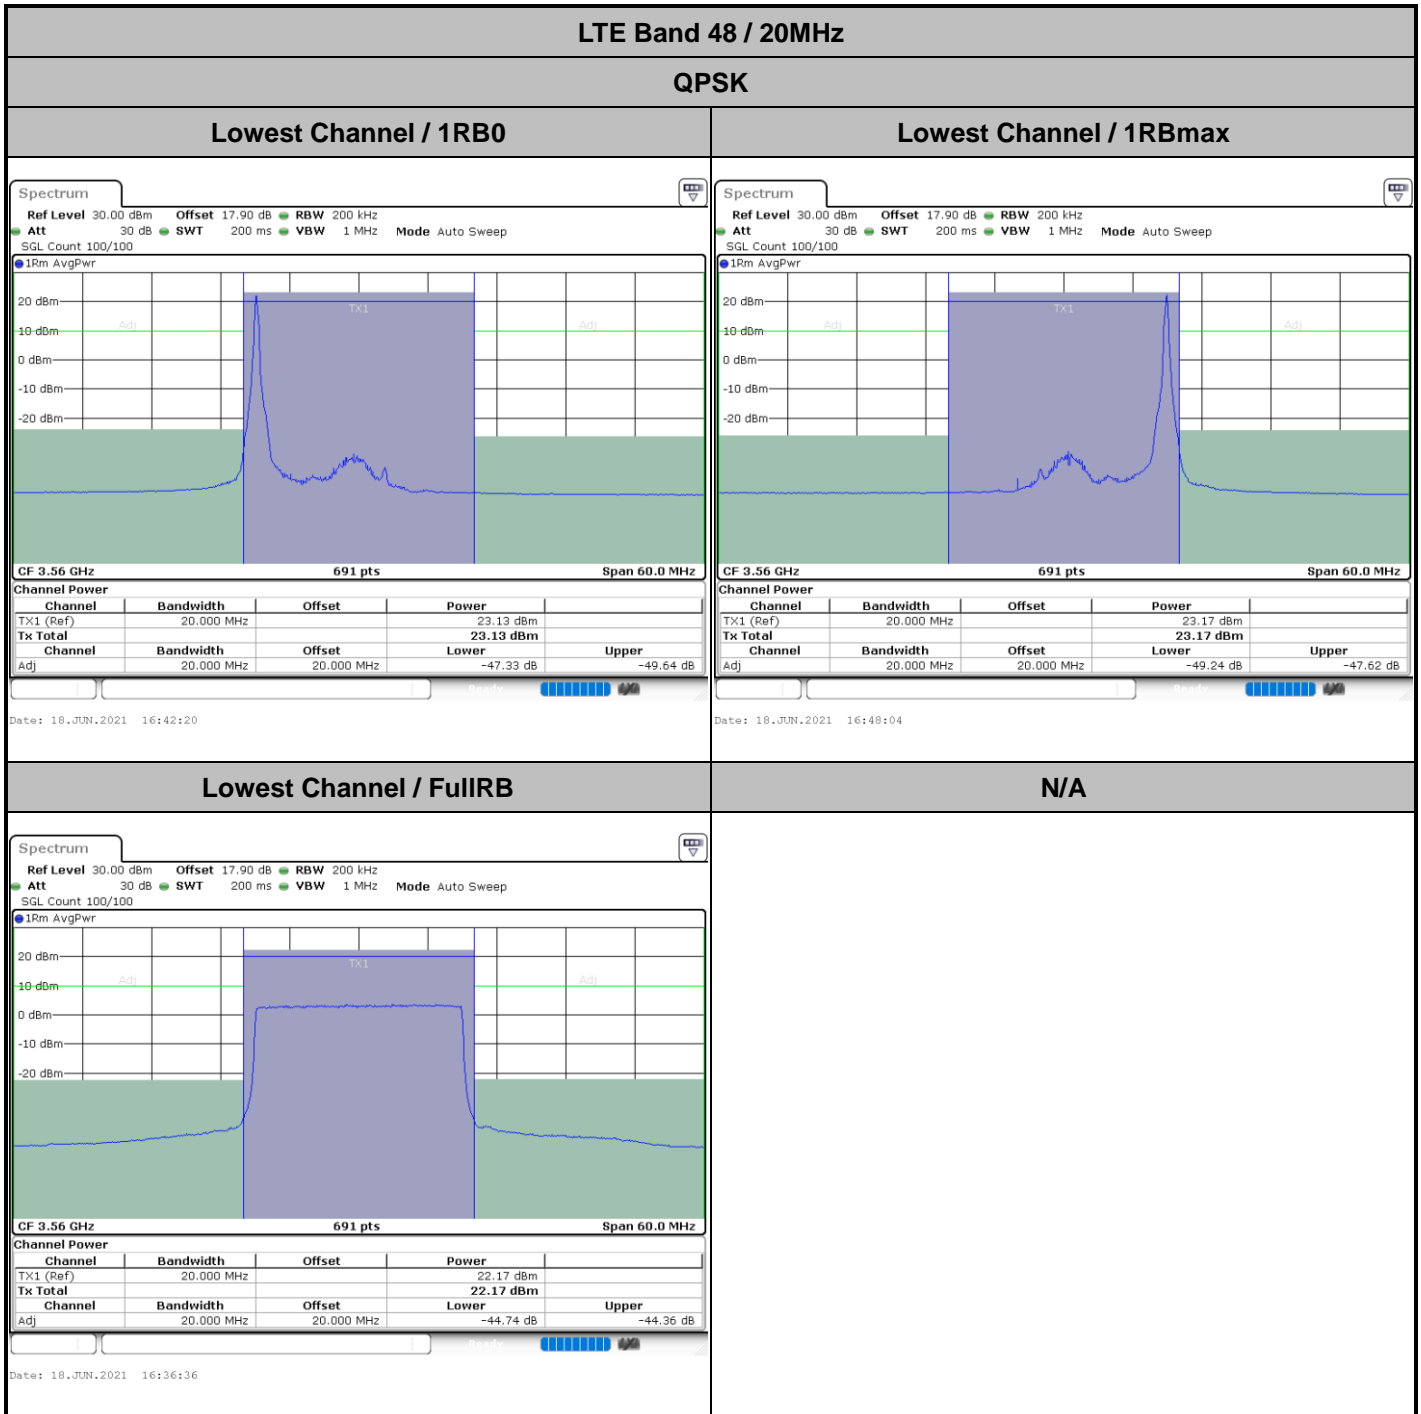 LTE Band 48 / 20MHz
QPSK
Lowest Channel / 1RB0
Lowest Channel / 1RBmax
Spectrum
Ref Level 30.00 dBm Offset 17.90 dB RBW 200 kHz
Att 30 dB SWT 200 ms VBW 1 MHz Mode Auto Sweep
SGL Count 100/100
1Rm AvgPwr
TX1
20 dBm
Adj
Adj
10 dBm
0 dBm
-10 dBm
-20 dBm
CF 3.56 GHz 691 pts Span 60.0 MHz
Channel Power
Channel Bandwidth Offset Power
TX1 (Ref) 20.000 MHz 23.13 dBm
Tx Total 23.13 dBm
Channel Bandwidth Offset Lower Upper
Adj 20.000 MHz 20.000 MHz -47.33 dB -49.64 dB
Ready
Date: 18.JUN.2021 16:42:20
Spectrum
Ref Level 30.00 dBm Offset 17.90 dB RBW 200 kHz
Att 30 dB SWT 200 ms VBW 1 MHz Mode Auto Sweep
SGL Count 100/100
1Rm AvgPwr
TX1
20 dBm
Adj
Adj
10 dBm
0 dBm
-10 dBm
-20 dBm
CF 3.56 GHz 691 pts Span 60.0 MHz
Channel Power
Channel Bandwidth Offset Power
TX1 (Ref) 20.000 MHz 23.17 dBm
Tx Total 23.17 dBm
Channel Bandwidth Offset Lower Upper
Adj 20.000 MHz 20.000 MHz -49.24 dB -47.62 dB
Ready
Date: 18.JUN.2021 16:48:04
Lowest Channel / FullRB
N/A
Spectrum
Ref Level 30.00 dBm Offset 17.90 dB RBW 200 kHz
Att 30 dB SWT 200 ms VBW 1 MHz Mode Auto Sweep
SGL Count 100/100
1Rm AvgPwr
TX1
20 dBm
Adj
Adj
10 dBm
0 dBm
-10 dBm
-20 dBm
CF 3.56 GHz 691 pts Span 60.0 MHz
Channel Power
Channel Bandwidth Offset Power
TX1 (Ref) 20.000 MHz 22.17 dBm
Tx Total 22.17 dBm
Channel Bandwidth Offset Lower Upper
Adj 20.000 MHz 20.000 MHz -44.74 dB -44.36 dB
Ready
Date: 18.JUN.2021 16:36:36